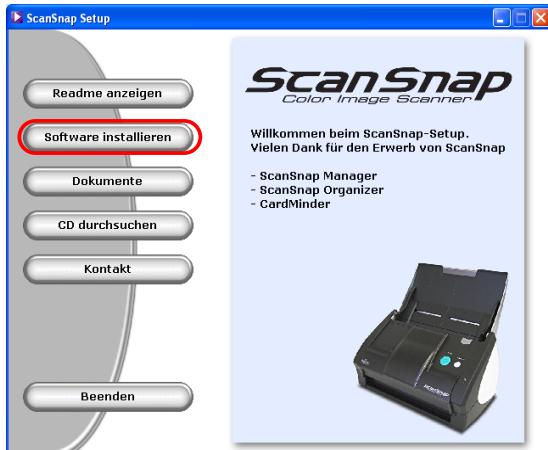 ScanSnap Setup
Readme anzeigen
Software installieren
Dokumente
CD durchsuchen
Kontakt
Beenden
ScanSnap
Color Image Scanner
Willkommen beim ScanSnap-Setup.
Vielen Dank für den Erwerb von ScanSnap
- ScanSnap Manager
- ScanSnap Organizer
- CardMinder
ScanSnap